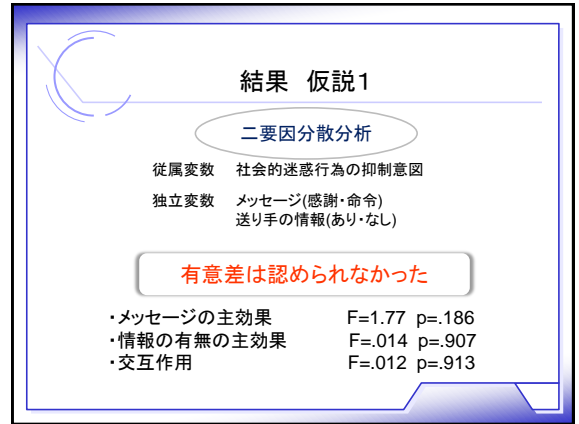 結果 仮説1
二要因分散分析
従属変数 社会的迷惑行為の抑制意図
独立変数 メッセージ(感謝・命令)
送り手の情報(あり・なし)
有意差は認められなかった
・メッセージの主効果 F=1.77 p=.186
・情報の有無の主効果 F=.014 p=.907
・交互作用 F=.012 p=.913